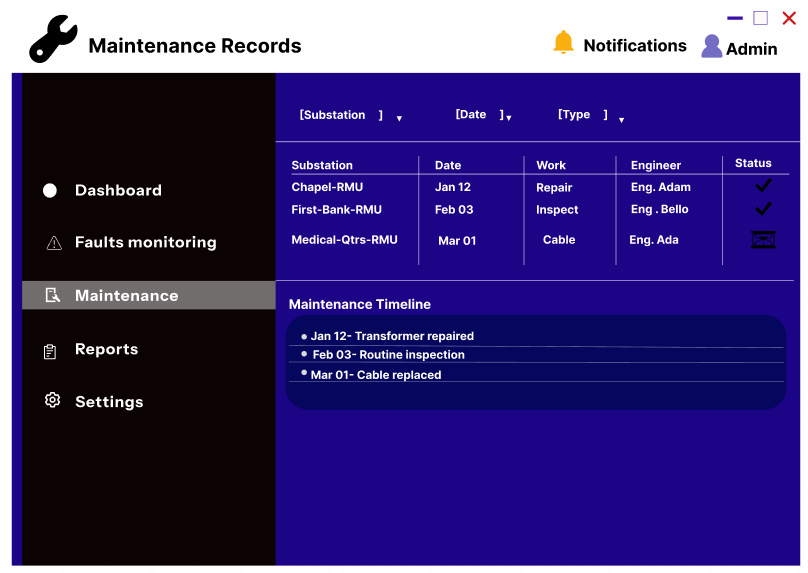 Maintenance Records
Notifications
Admin
[Substation ]
[Date ]
[Type ]
Substation Date Work Engineer Status
Chapel-RMU Jan 12 Repair Eng. Adam
First-Bank-RMU Feb 03 Inspect Eng . Bello
Medical-Qtrs-RMU Mar 01 Cable Eng. Ada
Dashboard
Faults monitoring
Maintenance
Reports
Settings
Maintenance Timeline
Jan 12- Transformer repaired
Feb 03- Routine inspection
Mar 01- Cable replaced